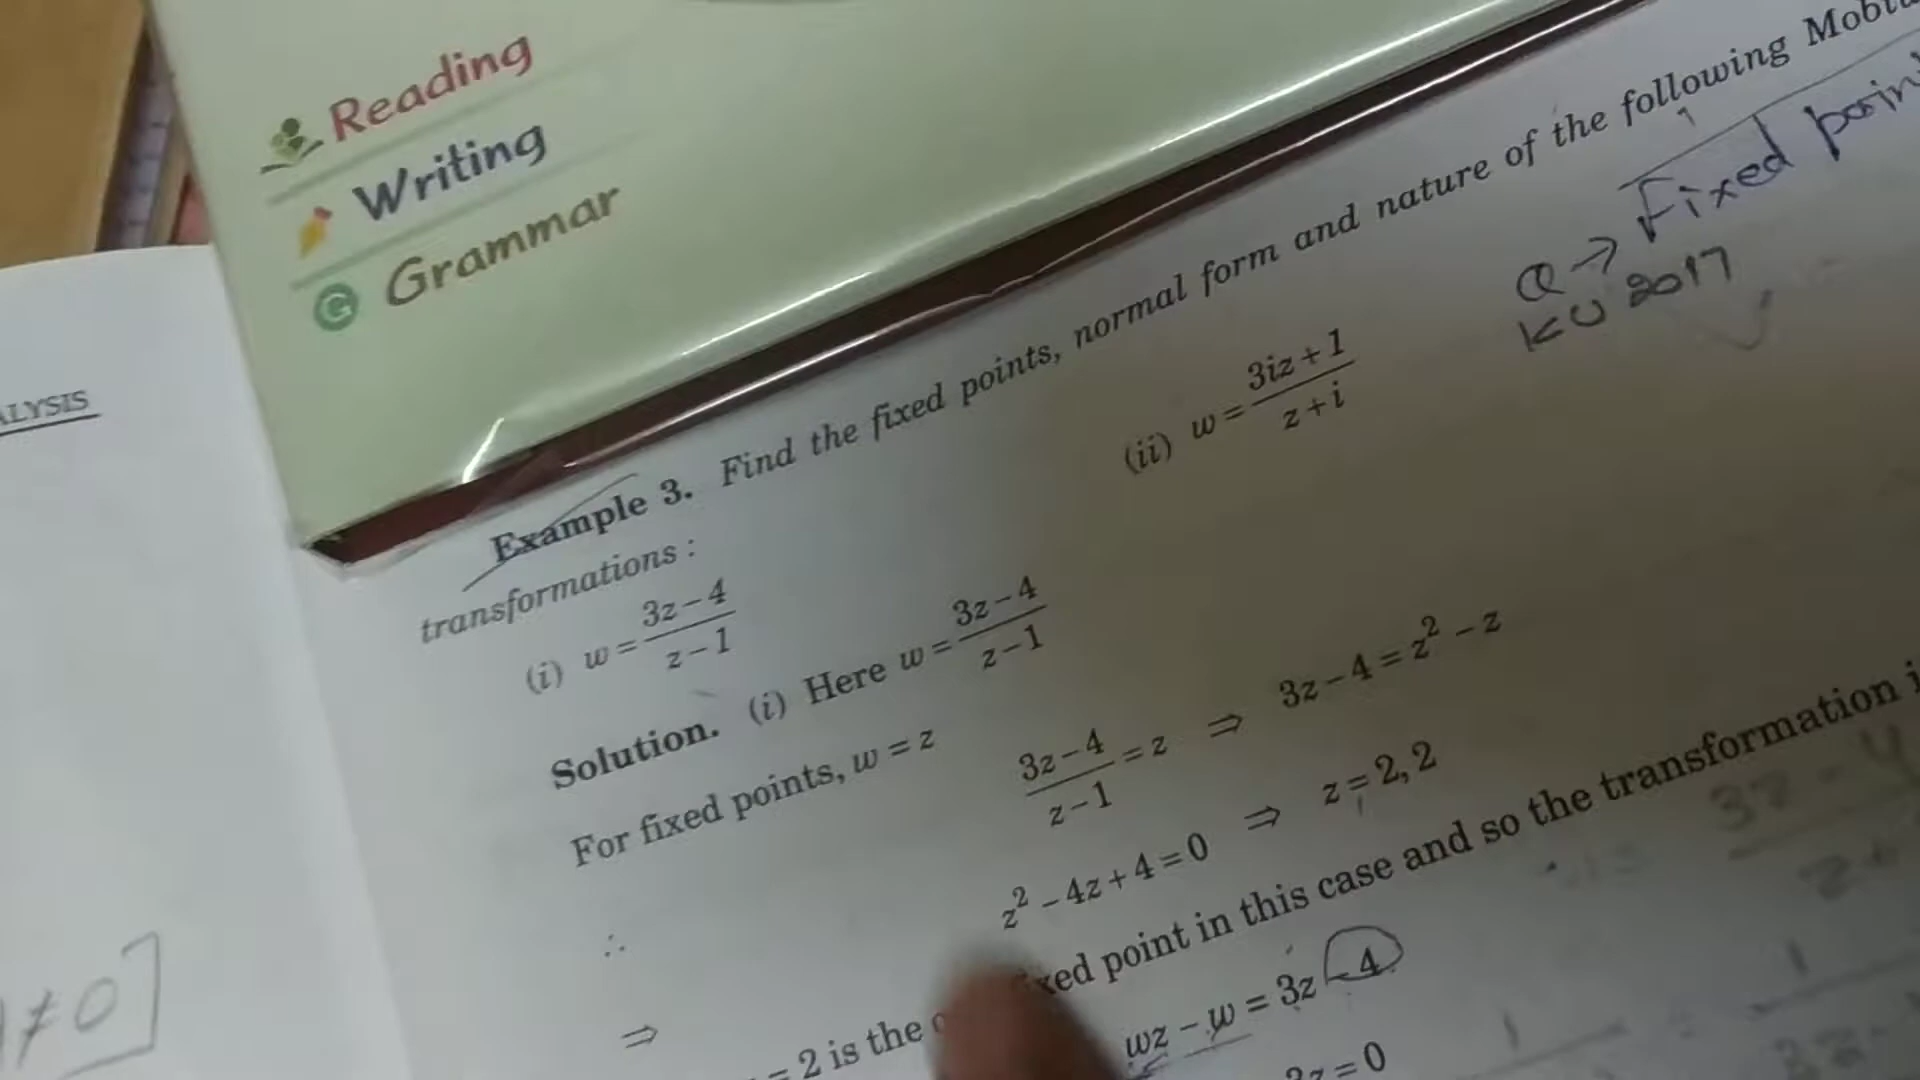 Reading
Writing
Grammar
ALYSIS
Example 3. Find the fixed points, normal form and nature of the following
transformations :
(i) w = (3z − 4)/(z − 1) (ii) w = (3iz + 1)/(z + i)
Q → Fixed
KU 2017
Solution. (i) Here w = (3z − 4)/(z − 1)
For fixed points, w = z
∴ (3z − 4)/(z − 1) = z ⇒ 3z − 4 = z² − z
⇒ z² − 4z + 4 = 0 ⇒ z = 2, 2
= 2 is the xed point in this case and so the transformation
wz − w = 3z − 4
= 0
≠ 0]